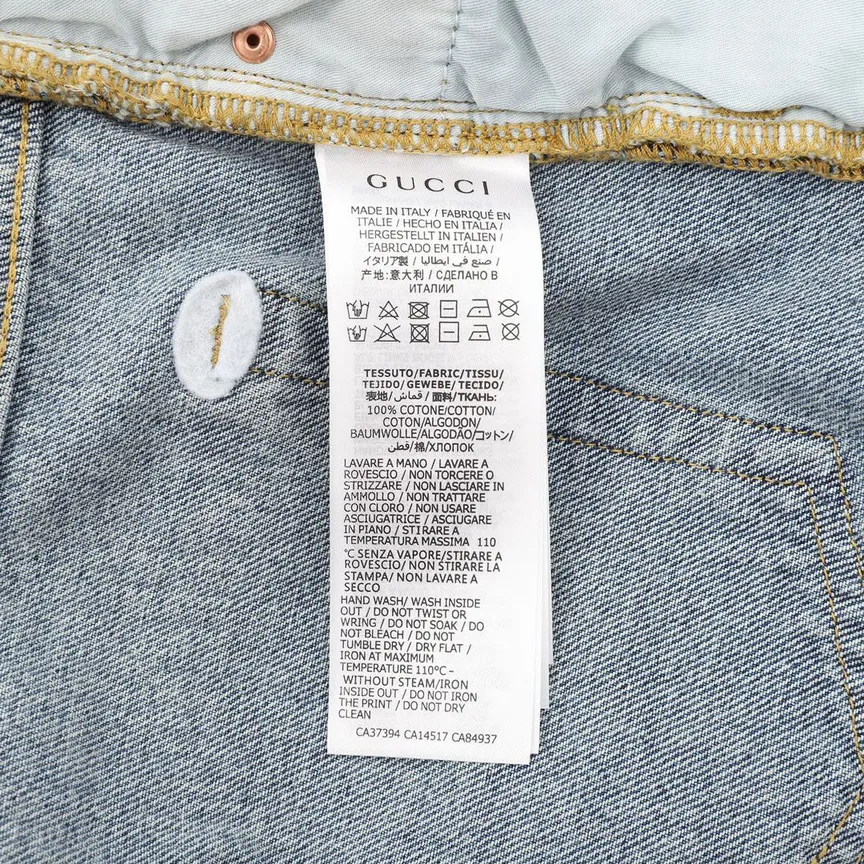 GUCCI
MADE IN ITALY / FABRIQUÉ EN
ITALIE / HECHO EN ITALIA /
HERGESTELLT IN ITALIEN /
FABRICADO EM ITÁLIA /
イタリア製 / صنع في ايطاليا /
产地:意大利 / СДЕЛАНО В
ИТАЛИИ
TESSUTO/FABRIC/TISSU/
TEJIDO/GEWEBE/TECIDO/
表地/قماش/面料/ТКАНЬ:
100% COTONE/COTTON/
COTON/ALGODON/
BAUMWOLLE/ALGODÃO/コットン/
قطن/棉/ХЛОПОК
LAVARE A MANO / LAVARE A
ROVESCIO / NON TORCERE O
STRIZZARE / NON LASCIARE IN
AMMOLLO / NON TRATTARE
CON CLORO / NON USARE
ASCIUGATRICE / ASCIUGARE
IN PIANO / STIRARE A
TEMPERATURA MASSIMA 110
°C SENZA VAPORE/STIRARE A
ROVESCIO/ NON STIRARE LA
STAMPA/ NON LAVARE A
SECCO
HAND WASH/ WASH INSIDE
OUT / DO NOT TWIST OR
WRING / DO NOT SOAK / DO
NOT BLEACH / DO NOT
TUMBLE DRY / DRY FLAT /
IRON AT MAXIMUM
TEMPERATURE 110°C –
WITHOUT STEAM/IRON
INSIDE OUT / DO NOT IRON
THE PRINT / DO NOT DRY
CLEAN
CA37394 CA14517 CA84937